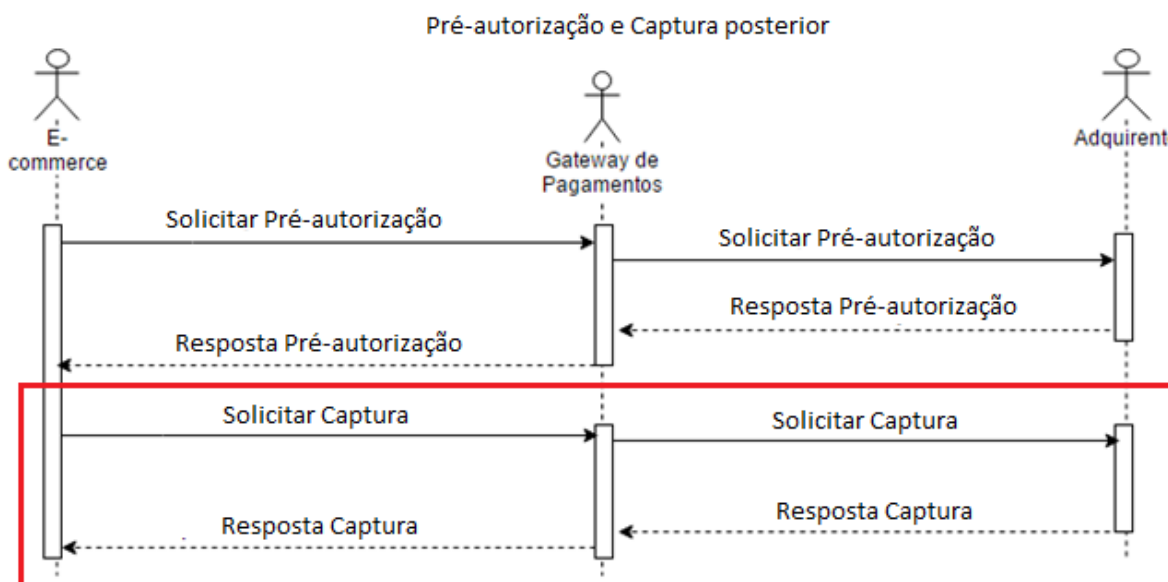 Pré-autorização e Captura posterior
E-
commerce
Gateway de
Pagamentos
Adquirent
Solicitar Pré-autorização
Solicitar Pré-autorização
Resposta Pré-autorização
Resposta Pré-autorização
Solicitar Captura
Solicitar Captura
Resposta Captura
Resposta Captura